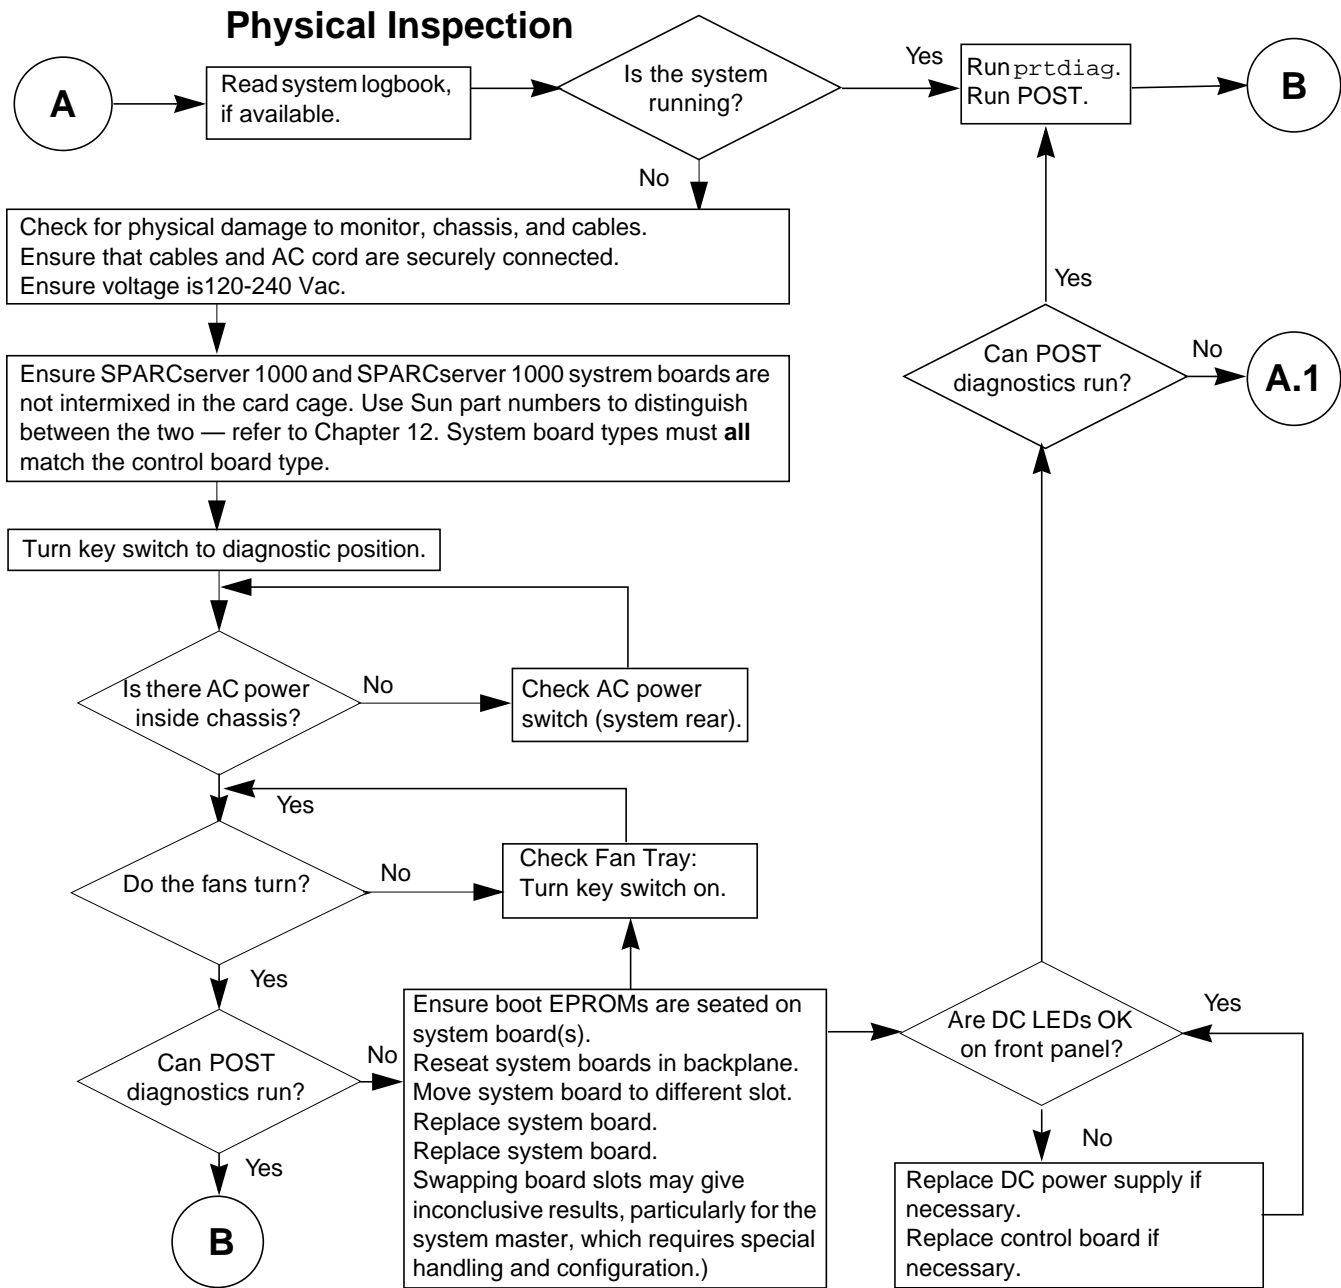 Physical Inspection
A
Read system logbook,
if available.
Is the system
running?
Yes
Run prtdiag.
Run POST.
B
No
Check for physical damage to monitor, chassis, and cables.
Ensure that cables and AC cord are securely connected.
Ensure voltage is120-240 Vac.
Ensure SPARCserver 1000 and SPARCserver 1000 systrem boards are
not intermixed in the card cage. Use Sun part numbers to distinguish
between the two — refer to Chapter 12. System board types must all
match the control board type.
Turn key switch to diagnostic position.
Is there AC power
inside chassis?
No
Check AC power
switch (system rear).
Yes
Do the fans turn?
No
Check Fan Tray:
Turn key switch on.
Yes
Can POST
diagnostics run?
No
Yes
B
Ensure boot EPROMs are seated on
system board(s).
Reseat system boards in backplane.
Move system board to different slot.
Replace system board.
Replace system board.
Swapping board slots may give
inconclusive results, particularly for the
system master, which requires special
handling and configuration.)
Are DC LEDs OK
on front panel?
Yes
No
Replace DC power supply if
necessary.
Replace control board if
necessary.
Can POST
diagnostics run?
Yes
No
A.1